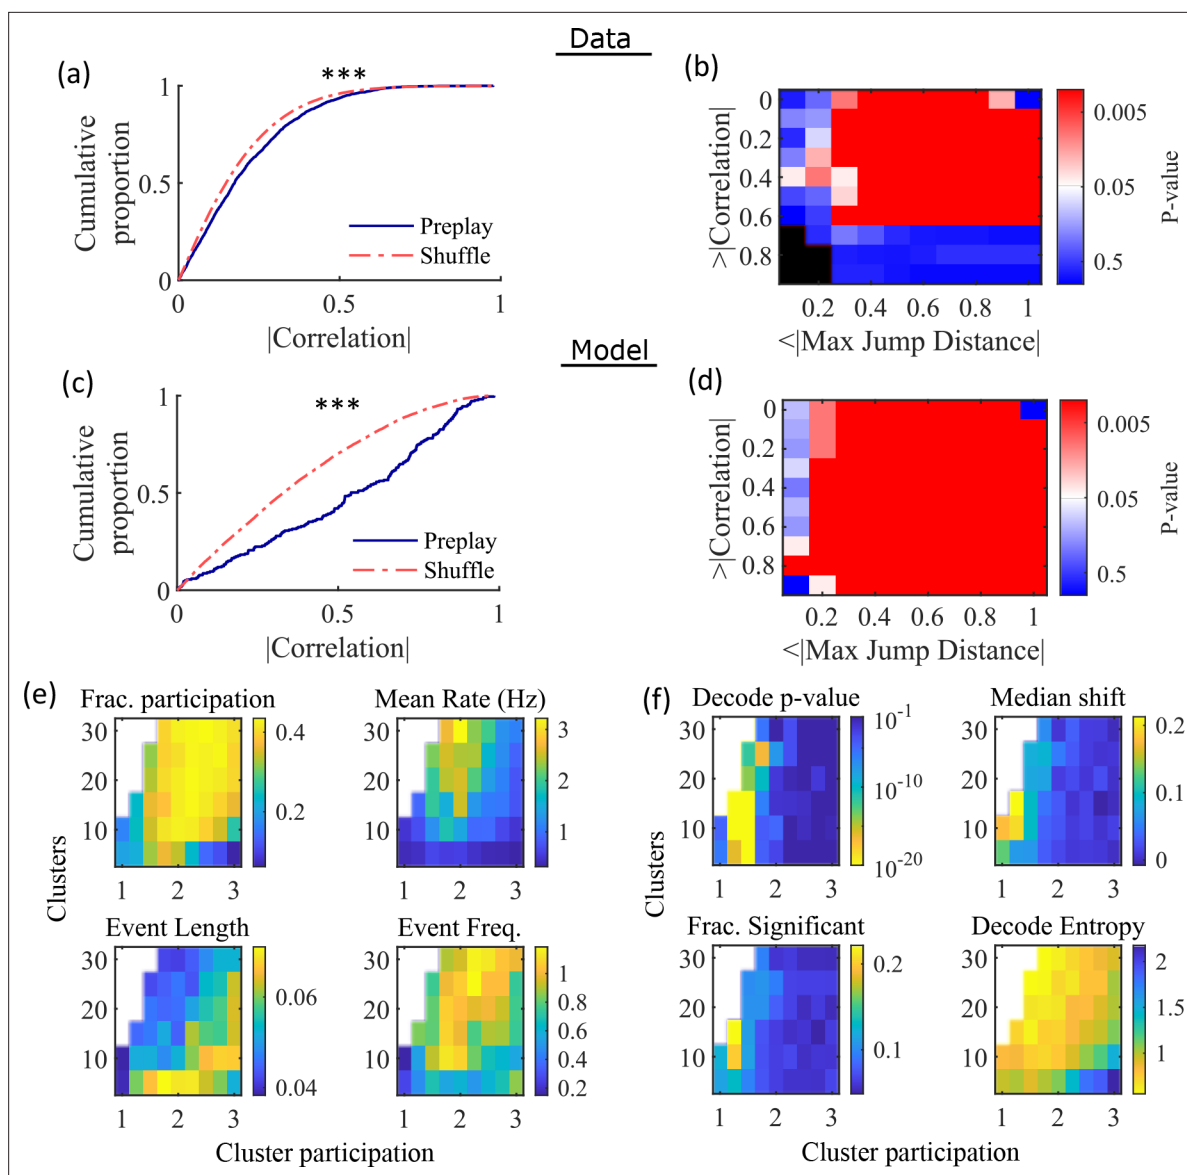 Data
(a)
***
Cumulative
proportion
1
0.5
0
Preplay
Shuffle
0
0.5
1
|Correlation|
(b)
>|Correlation|
0
0.2
0.4
0.6
0.8
0.2
0.4
0.6
0.8
1
<|Max Jump Distance|
0.005
0.05
0.5
P-value
Model
(c)
***
Cumulative
proportion
1
0.5
0
Preplay
Shuffle
0
0.5
1
|Correlation|
(d)
>|Correlation|
0
0.2
0.4
0.6
0.8
0.2
0.4
0.6
0.8
1
<|Max Jump Distance|
0.005
0.05
0.5
P-value
(e)
Clusters
Frac. participation
30
20
10
1
2
3
0.4
0.2
Mean Rate (Hz)
1
2
3
3
2
1
Event Length
30
20
10
1
2
3
0.06
0.04
Event Freq.
1
2
3
1
0.8
0.6
0.4
0.2
Cluster participation
(f)
Clusters
Decode p-value
30
20
10
1
2
3
10-1
10-10
10-20
Median shift
30
20
10
1
2
3
0.2
0.1
0
Frac. Significant
30
20
10
1
2
3
0.2
0.1
Decode Entropy
30
20
10
1
2
3
2
1.5
1
Cluster participation